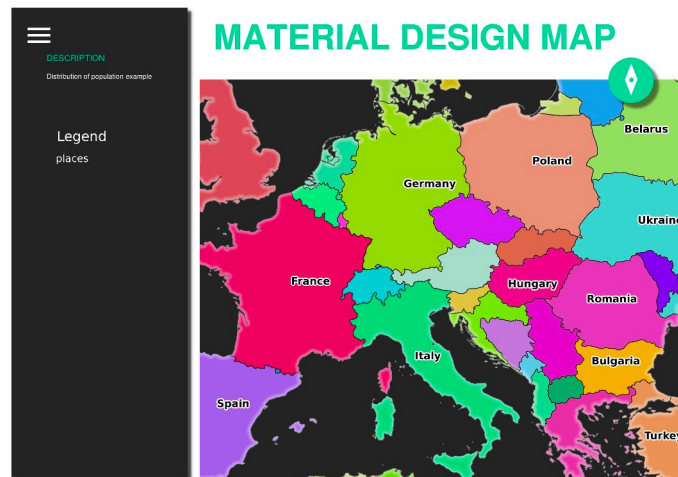 MATERIAL DESIGN MAP
DESCRIPTION
Distribution of population example
Legend
places
Belarus
Poland
Germany
Ukraine
France
Hungary
Romania
Italy
Bulgaria
Spain
Turkey